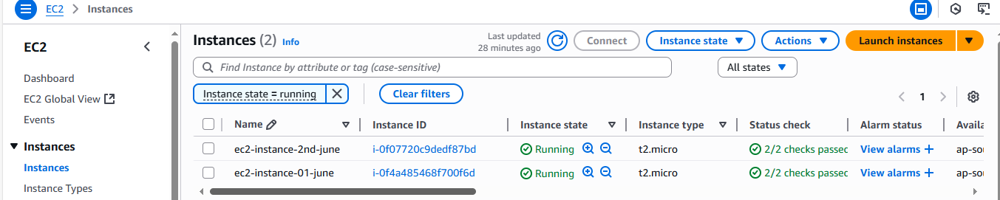 EC2 > Instances
EC2
Dashboard
EC2 Global View
Events
Instances
Instances
Instance Types
Instances (2) Info
Last updated
28 minutes ago
Connect
Instance state
Actions
Launch instances
Find Instance by attribute or tag (case-sensitive)
All states
Instance state = running
Clear filters
1
Name Instance ID Instance state Instance type Status check Alarm status Availa
ec2-instance-2nd-june i-0f07720c9dedf87bd Running t2.micro 2/2 checks passed View alarms + ap-sou
ec2-instance-01-june i-0f4a485468f700f6d Running t2.micro 2/2 checks passed View alarms + ap-sou